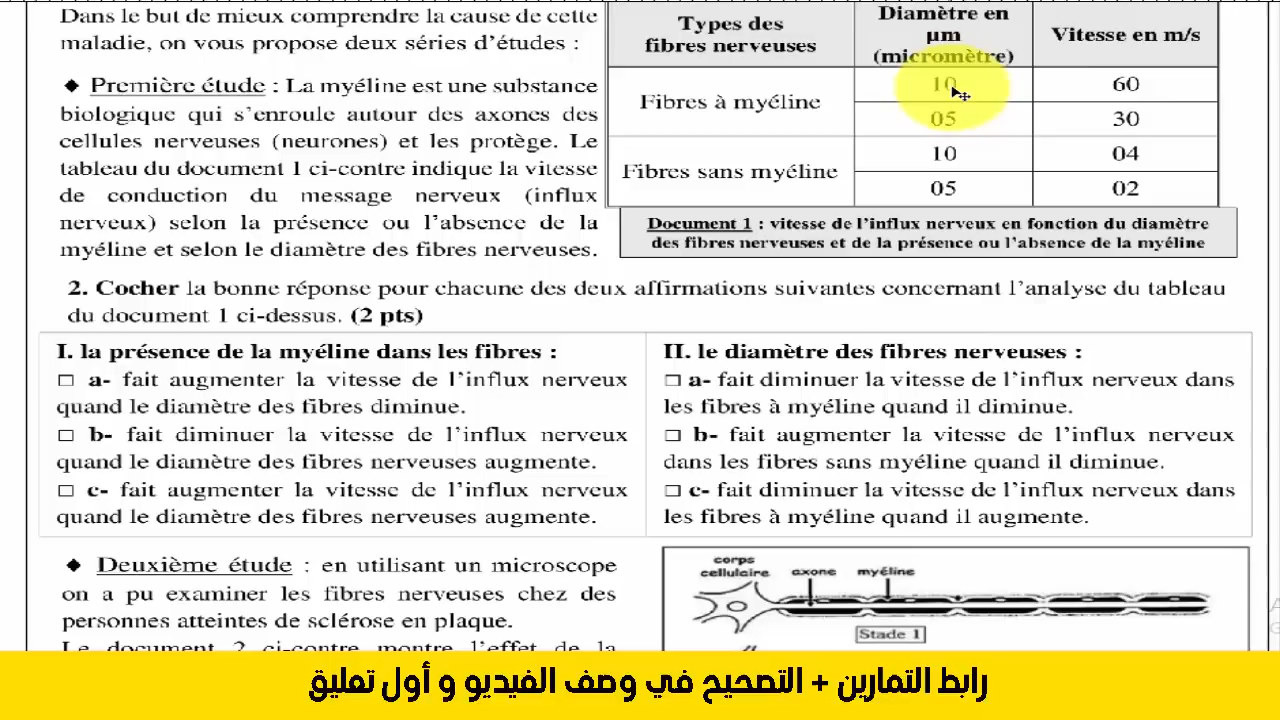 Dans le but de mieux comprendre la cause de cette
maladie, on vous propose deux séries d'études :
◆ Première étude : La myéline est une substance
biologique qui s'enroule autour des axones des
cellules nerveuses (neurones) et les protège. Le
tableau du document 1 ci-contre indique la vitesse
de conduction du message nerveux (influx
nerveux) selon la présence ou l'absence de la
myéline et selon le diamètre des fibres nerveuses.
Types des
fibres nerveuses
Diamètre en
µm
(micromètre)
Vitesse en m/s
Fibres à myéline
10
60
05
30
Fibres sans myéline
10
04
05
02
Document 1 : vitesse de l'influx nerveux en fonction du diamètre
des fibres nerveuses et de la présence ou l'absence de la myéline
2. Cocher la bonne réponse pour chacune des deux affirmations suivantes concernant l'analyse du tableau
du document 1 ci-dessus. (2 pts)
I. la présence de la myéline dans les fibres :
□ a- fait augmenter la vitesse de l'influx nerveux
quand le diamètre des fibres diminue.
□ b- fait diminuer la vitesse de l'influx nerveux
quand le diamètre des fibres nerveuses augmente.
□ c- fait augmenter la vitesse de l'influx nerveux
quand le diamètre des fibres nerveuses augmente.
II. le diamètre des fibres nerveuses :
□ a- fait diminuer la vitesse de l'influx nerveux dans
les fibres à myéline quand il diminue.
□ b- fait augmenter la vitesse de l'influx nerveux
dans les fibres sans myéline quand il diminue.
□ c- fait diminuer la vitesse de l'influx nerveux dans
les fibres à myéline quand il augmente.
◆ Deuxième étude : en utilisant un microscope
on a pu examiner les fibres nerveuses chez des
personnes atteintes de sclérose en plaque.
Le document 2 ci-contre montre l'effet de la
corps
cellulaire
axone
myéline
Stade 1
رابط التمارين + التصحيح في وصف الفيديو و أول تعليق